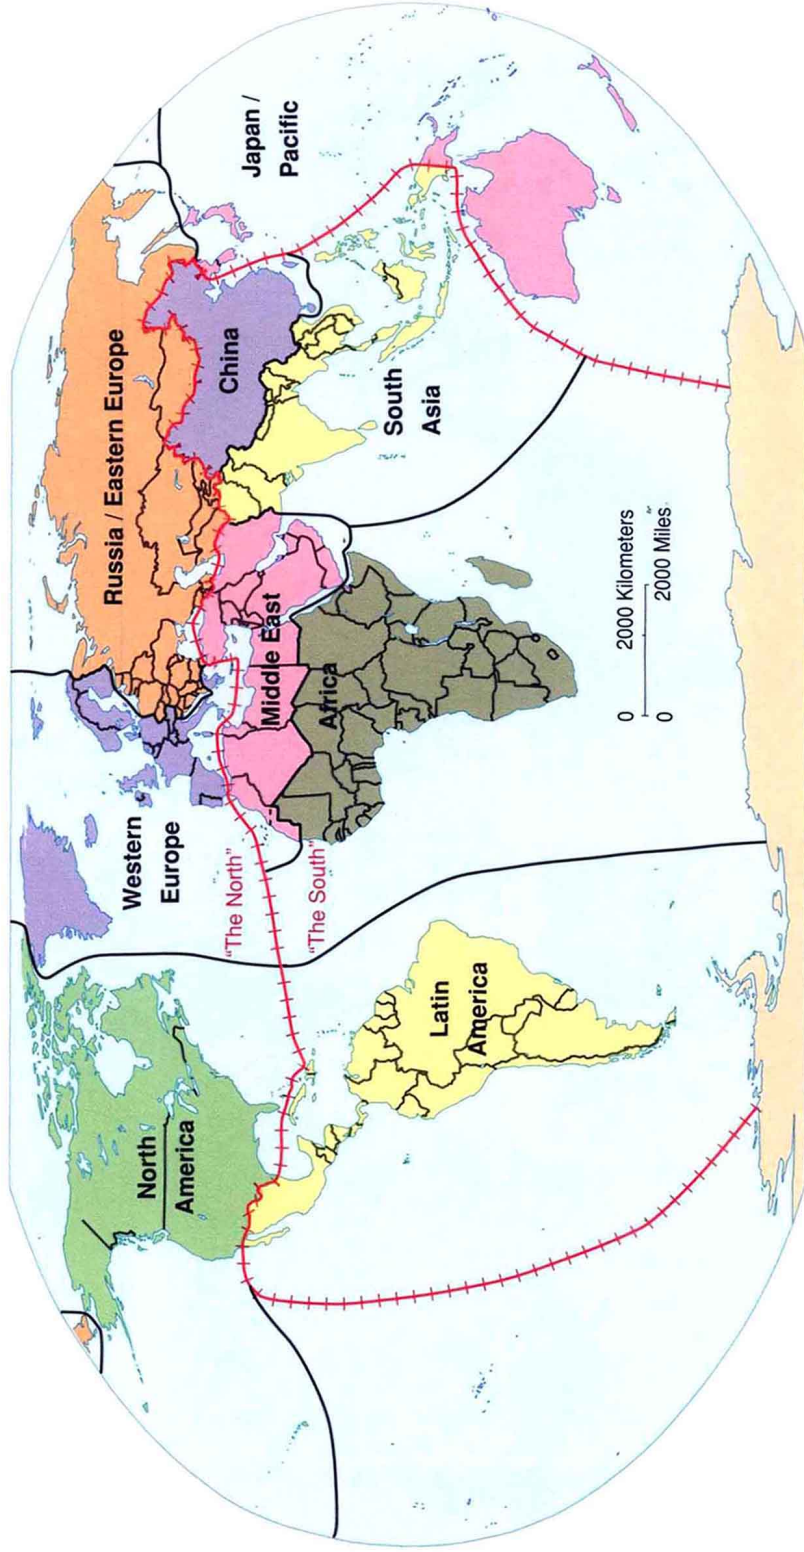 North
America
Western
Europe
Russia / Eastern Europe
Japan /
Pacific
China
"The North"
"The South"
Middle East
South
Asia
Africa
Latin
America
0 2000 Kilometers
0 2000 Miles